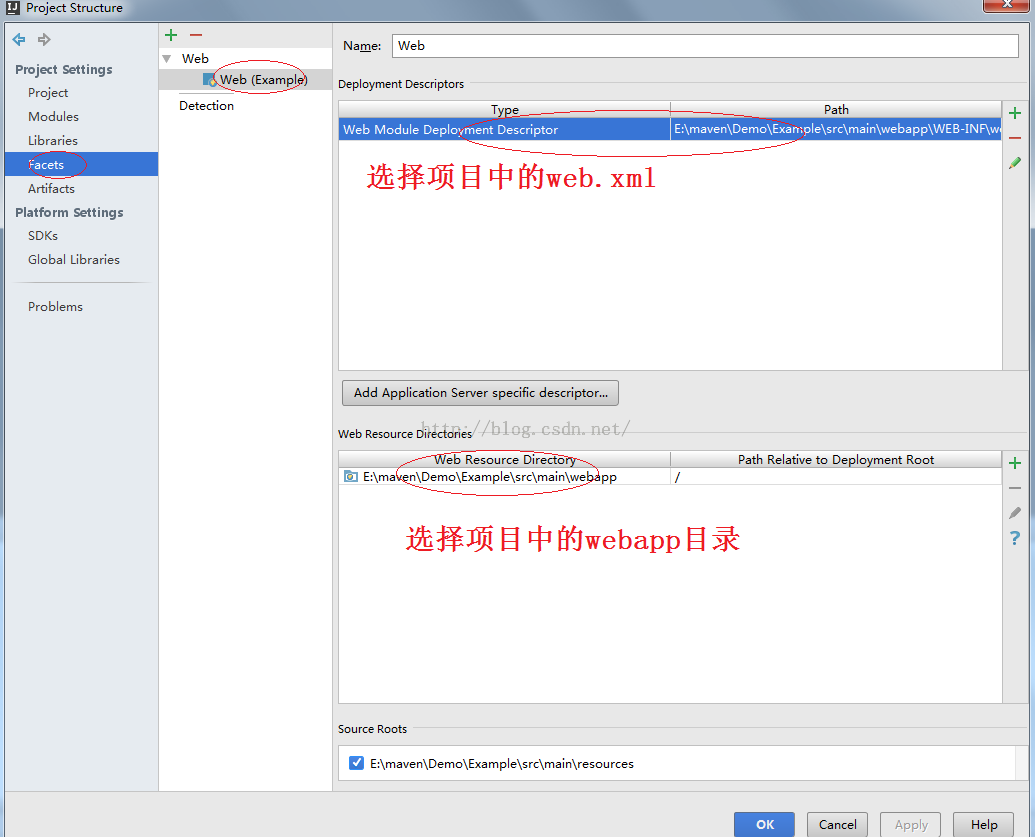 Project Structure
Project Settings
Project
Modules
Libraries
Facets
Artifacts
Platform Settings
SDKs
Global Libraries
Problems
Web
Web (Example)
Detection
Name: Web
Deployment Descriptors
Type Path
Web Module Deployment Descriptor E:\maven\Demo\Example\src\main\webapp\WEB-INF\we
选择项目中的web.xml
Add Application Server specific descriptor...
http://blog.csdn.net/
Web Resource Directories
Web Resource Directory Path Relative to Deployment Root
E:\maven\Demo\Example\src\main\webapp /
选择项目中的webapp目录
Source Roots
E:\maven\Demo\Example\src\main\resources
OK Cancel Apply Help